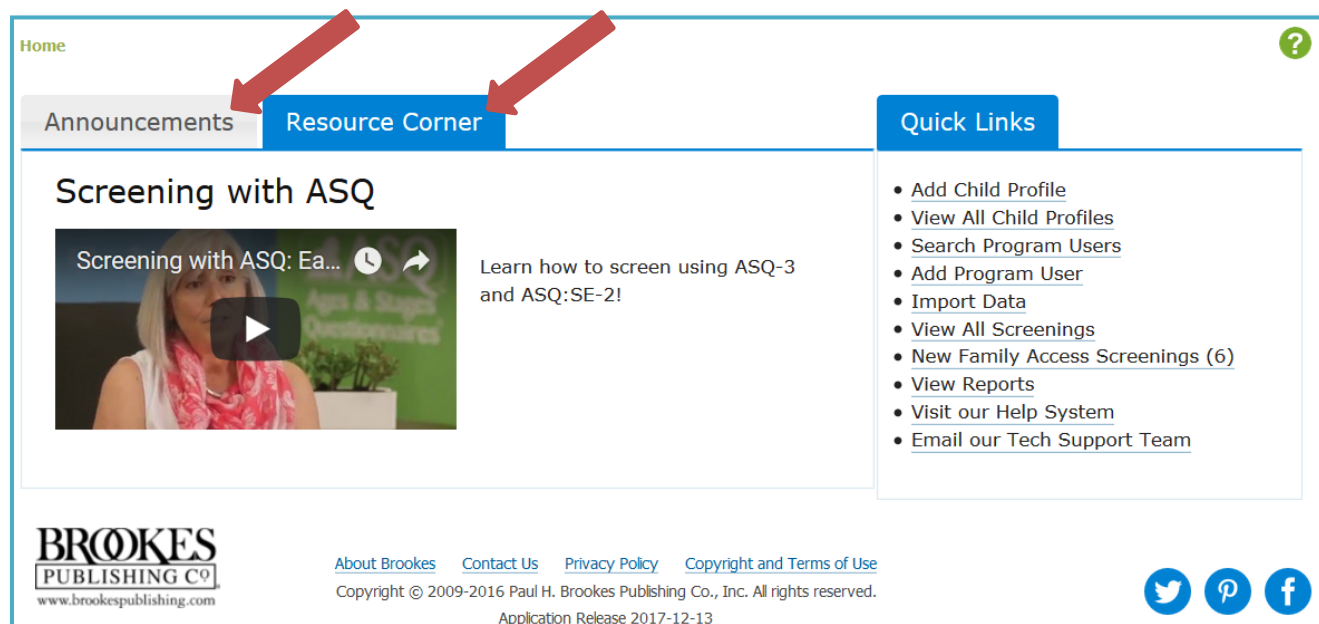 Home
?
Announcements
Resource Corner
Screening with ASQ
Screening with ASQ: Ea...
ASQ
Ages & Stages
Questionnaires
Learn how to screen using ASQ-3
and ASQ:SE-2!
Quick Links
• Add Child Profile
• View All Child Profiles
• Search Program Users
• Add Program User
• Import Data
• View All Screenings
• New Family Access Screenings (6)
• View Reports
• Visit our Help System
• Email our Tech Support Team
BROOKES
PUBLISHING CO
www.brookespublishing.com
About Brookes Contact Us Privacy Policy Copyright and Terms of Use
Copyright © 2009-2016 Paul H. Brookes Publishing Co., Inc. All rights reserved.
Application Release 2017-12-13